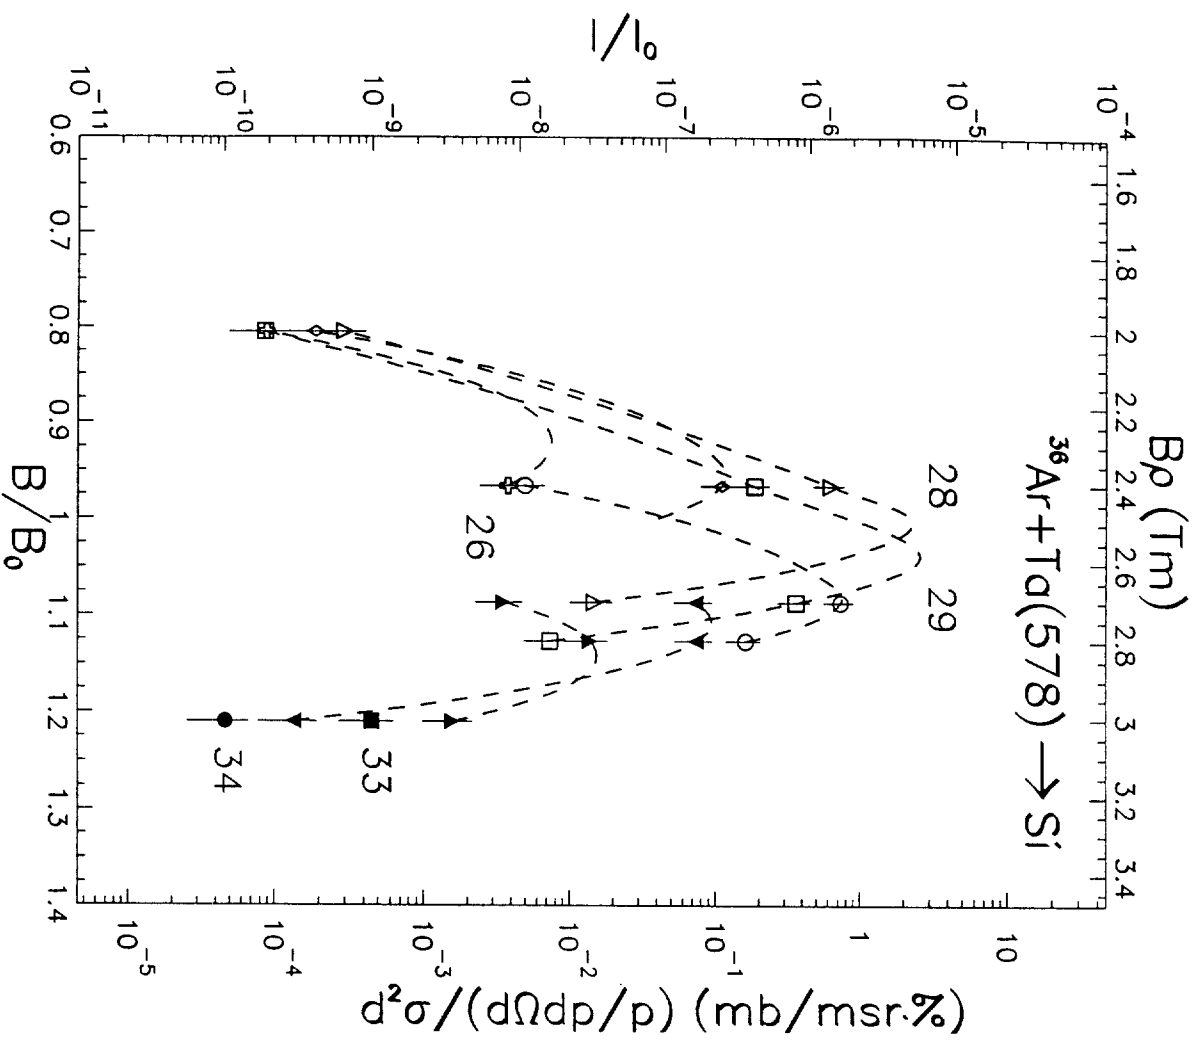 Bρ (Tm)
1.6 1.8 2 2.2 2.4 2.6 2.8 3 3.2 3.4
³⁶Ar+Ta(578) → Si
28
29
26
33
34
I/I₀
10⁻⁴
10⁻⁵
10⁻⁶
10⁻⁷
10⁻⁸
10⁻⁹
10⁻¹⁰
10⁻¹¹
d²σ/(dΩdp/p) (mb/msr·%)
10
1
10⁻¹
10⁻²
10⁻³
10⁻⁴
10⁻⁵
0.6 0.7 0.8 0.9 1 1.1 1.2 1.3 1.4
B/B₀